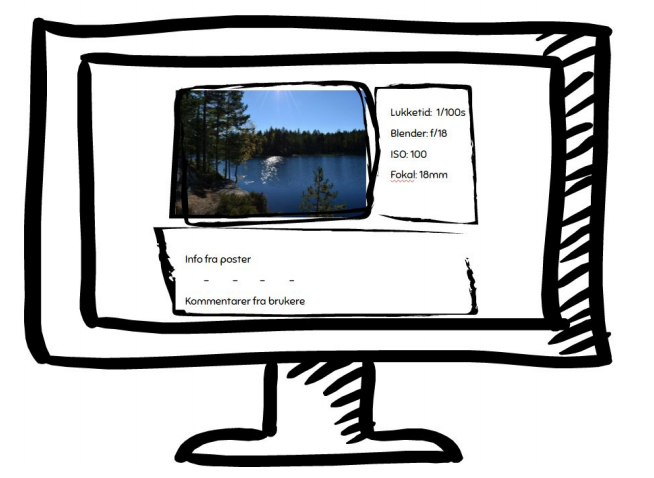 Lukketid: 1/100s
Blender: f/18
ISO: 100
Fokal: 18mm
Info fra poster
- - - -
Kommentarer fra brukere